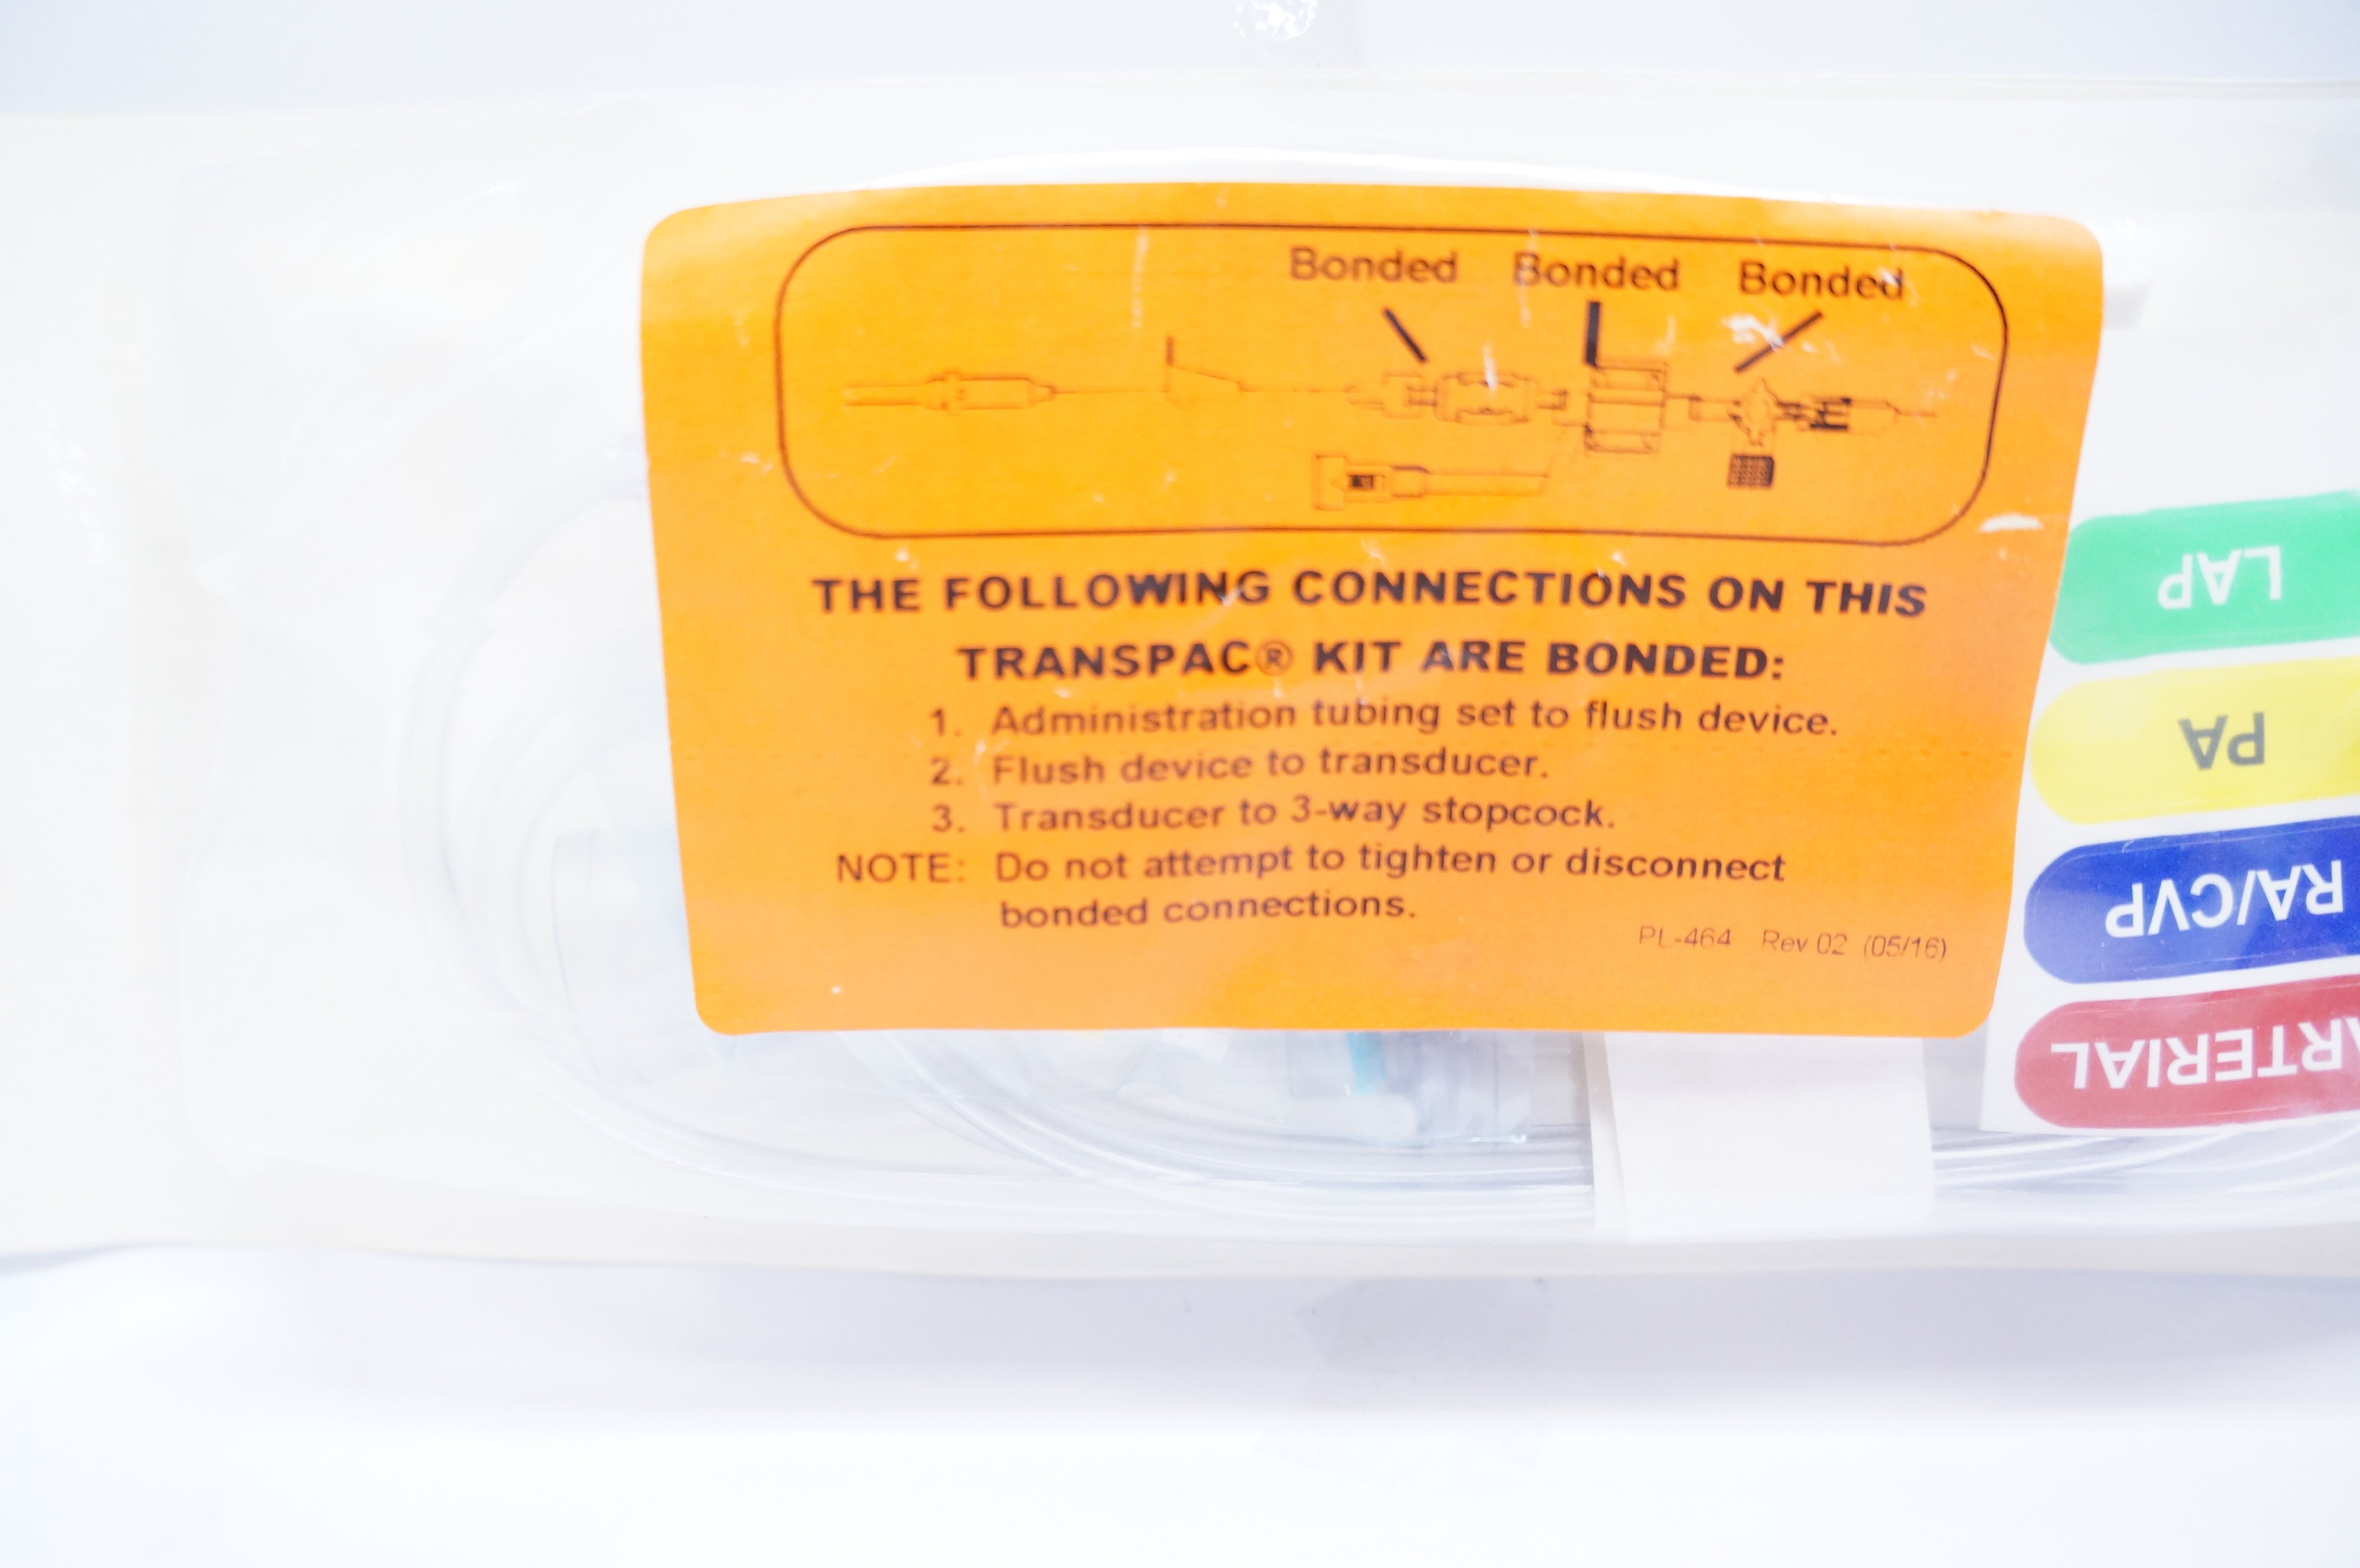 Bonded Bonded Bonded
THE FOLLOWING CONNECTIONS ON THIS
TRANSPAC® KIT ARE BONDED:
1. Administration tubing set to flush device.
2. Flush device to transducer.
3. Transducer to 3-way stopcock.
NOTE: Do not attempt to tighten or disconnect
bonded connections.
PL-464 Rev 02 (05/16)
LAP
PA
RA/CVP
ARTERIAL